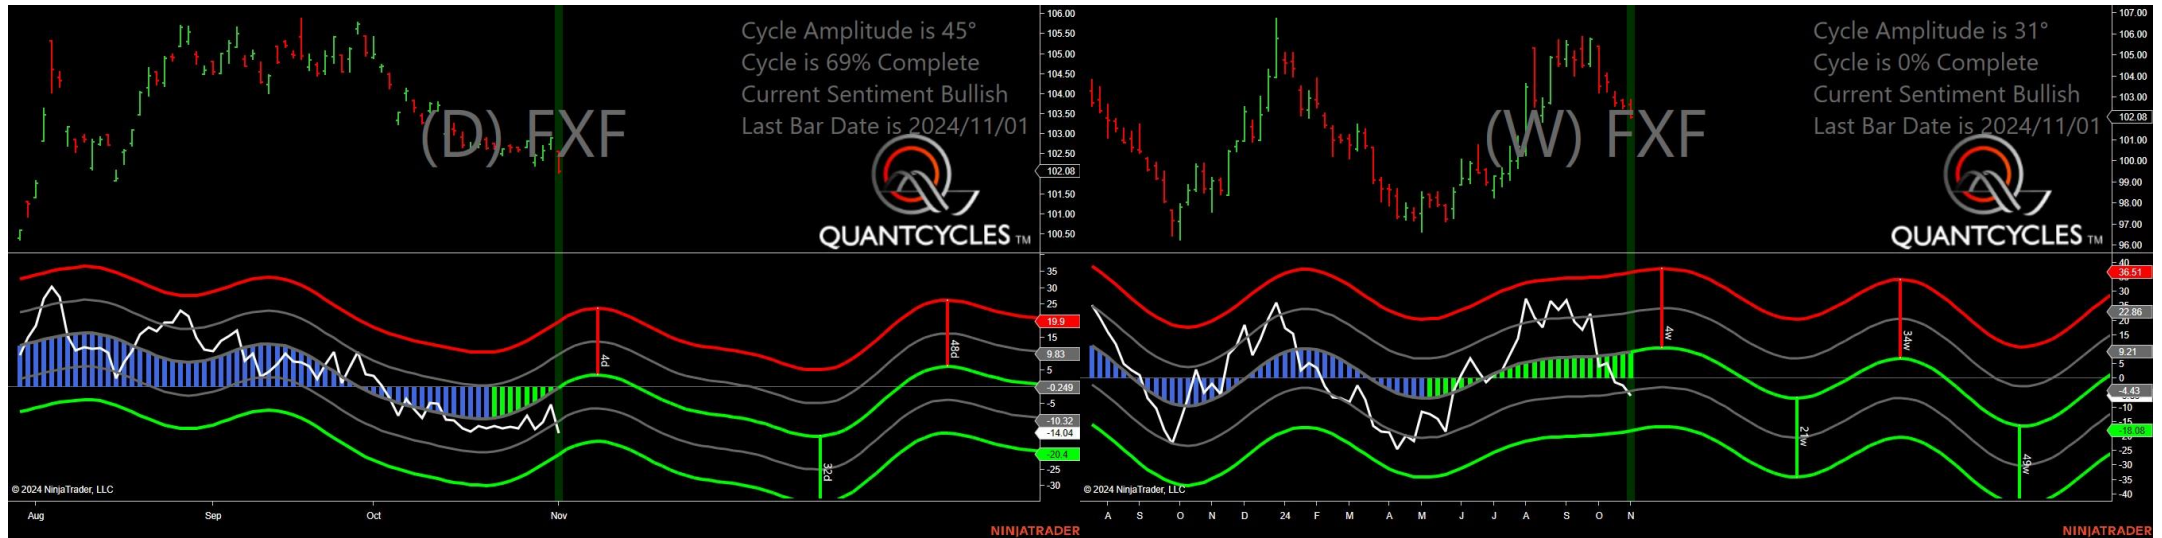 Cycle Amplitude is 45°
Cycle is 69% Complete
Current Sentiment Bullish
Last Bar Date is 2024/11/01
(D) FXF
QUANTCYCLES TM
106.00
105.50
105.00
104.50
104.00
103.50
103.00
102.50
102.08
101.50
101.00
100.50
35
30
25
19.9
15
9.83
5
-0.249
-5
-10.32
-14.04
-20.4
-25
-30
4d
32d
48d
© 2024 NinjaTrader, LLC
Aug Sep Oct Nov
NINJATRADER
Cycle Amplitude is 31°
Cycle is 0% Complete
Current Sentiment Bullish
Last Bar Date is 2024/11/01
(W) FXF
QUANTCYCLES TM
107.00
106.00
105.00
104.00
103.00
102.08
101.00
100.00
99.00
98.00
97.00
96.00
40
36.51
30
25
22.86
15
9.21
5
0
-4.43
-10
-15
-18.08
-25
-30
-35
-40
4w
21w
34w
49w
© 2024 NinjaTrader, LLC
A S O N D 24 F M A M J J A S O N
NINJATRADER